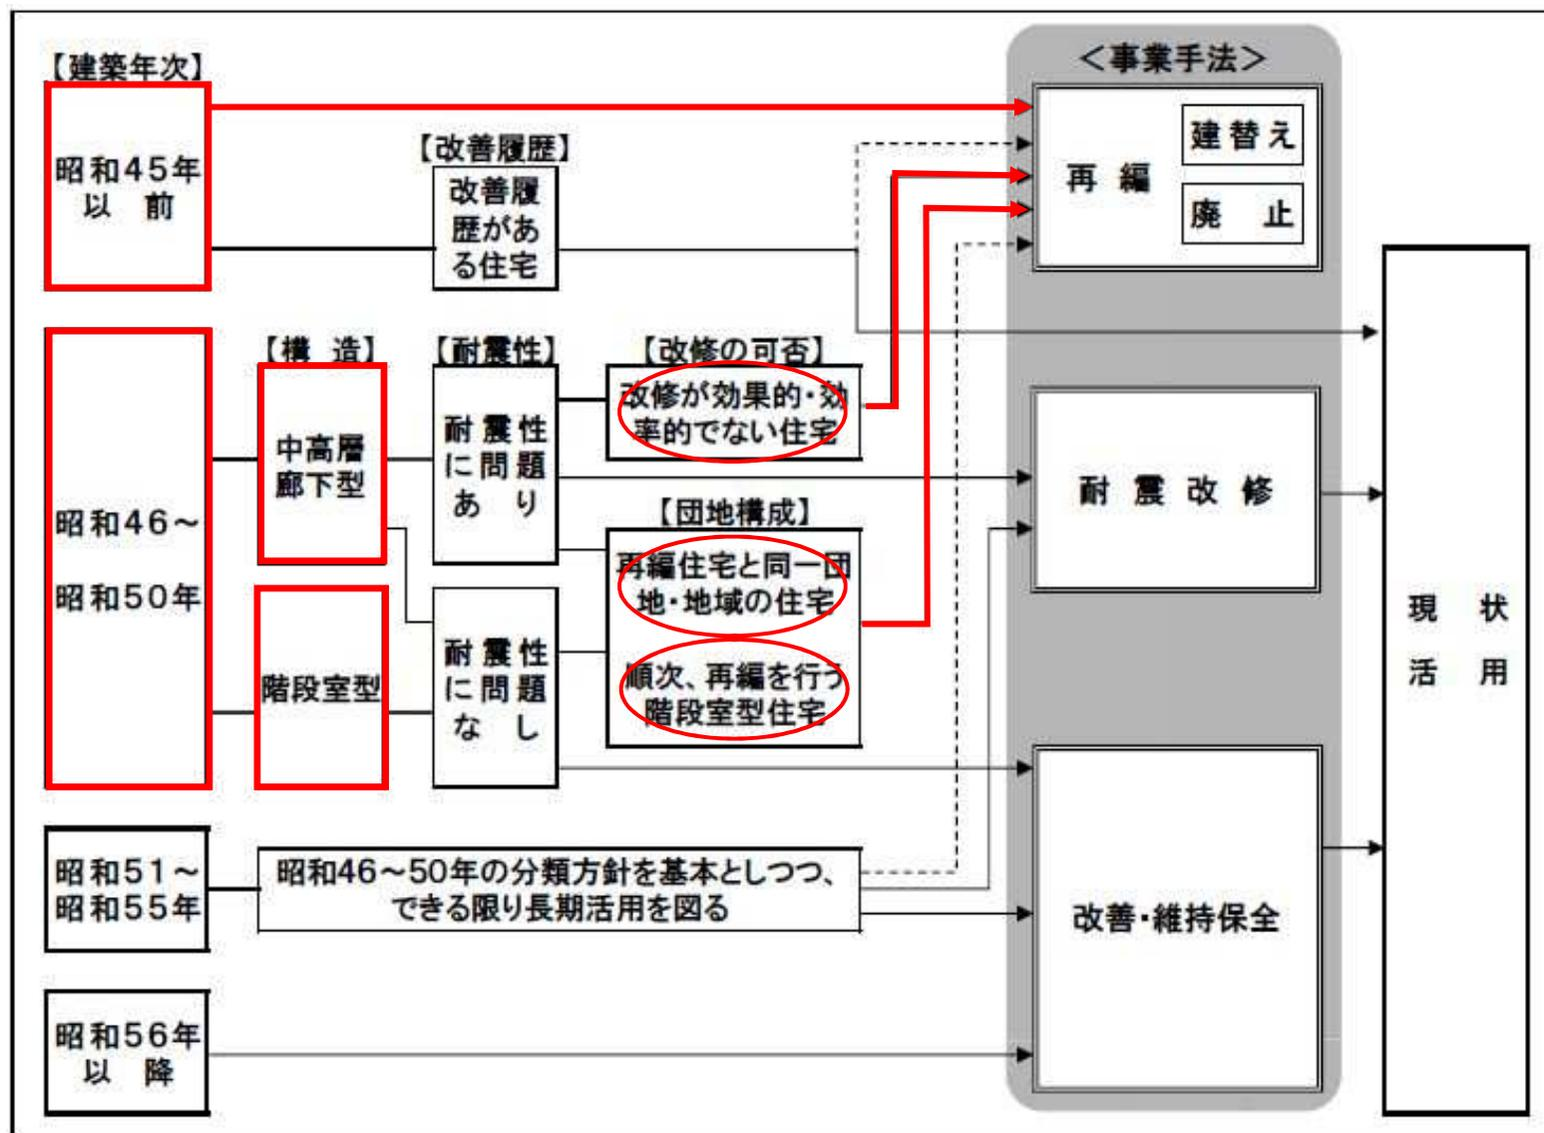 【建築年次】
昭和45年
以　前
【改善履歴】
改善履
歴があ
る住宅
昭和46～
昭和50年
【構　造】
中高層
廊下型
階段室型
【耐震性】
耐震性
に問題
あ　り
耐震性
に問題
な　し
【改修の可否】
改修が効果的・効
率的でない住宅
【団地構成】
再編住宅と同一団
地・地域の住宅
順次、再編を行う
階段室型住宅
昭和51～
昭和55年
昭和46～50年の分類方針を基本としつつ、
できる限り長期活用を図る
昭和56年
以　降
＜事業手法＞
再　編
建替え
廃　止
耐震改修
改善・維持保全
現　状
活　用